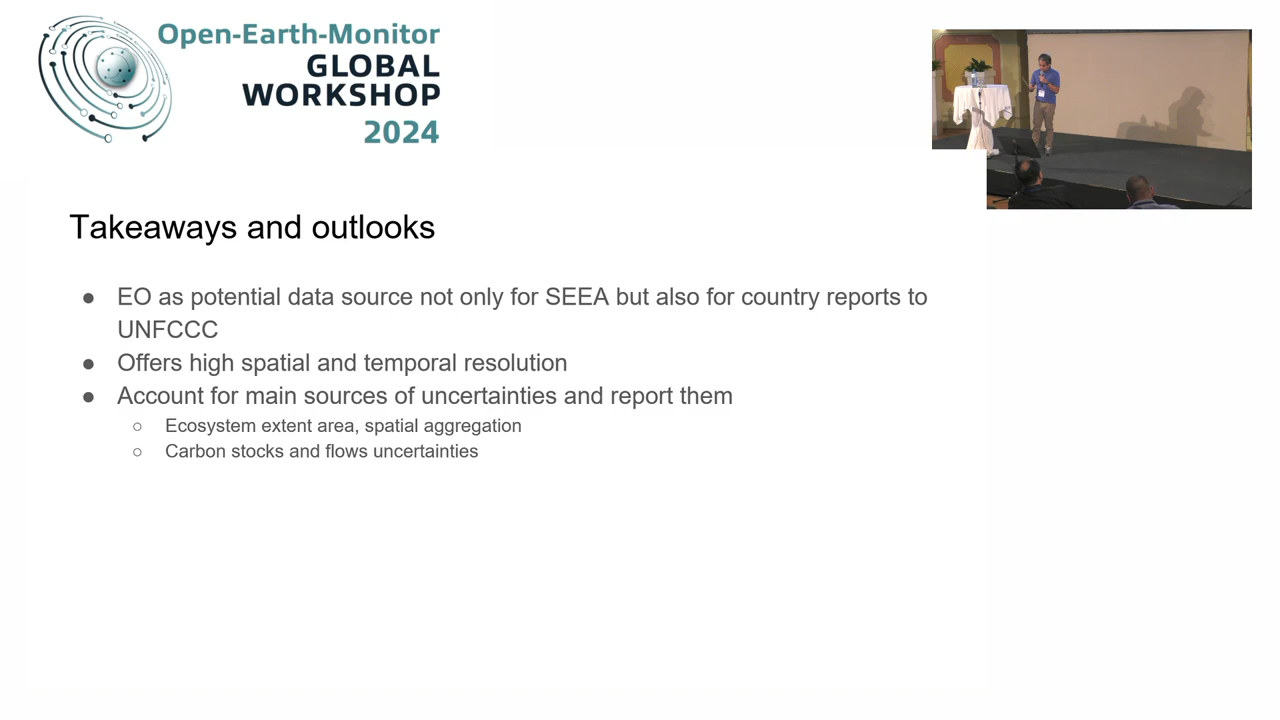 Open-Earth-Monitor
GLOBAL
WORKSHOP
2024
Takeaways and outlooks
● EO as potential data source not only for SEEA but also for country reports to
UNFCCC
● Offers high spatial and temporal resolution
● Account for main sources of uncertainties and report them
○ Ecosystem extent area, spatial aggregation
○ Carbon stocks and flows uncertainties